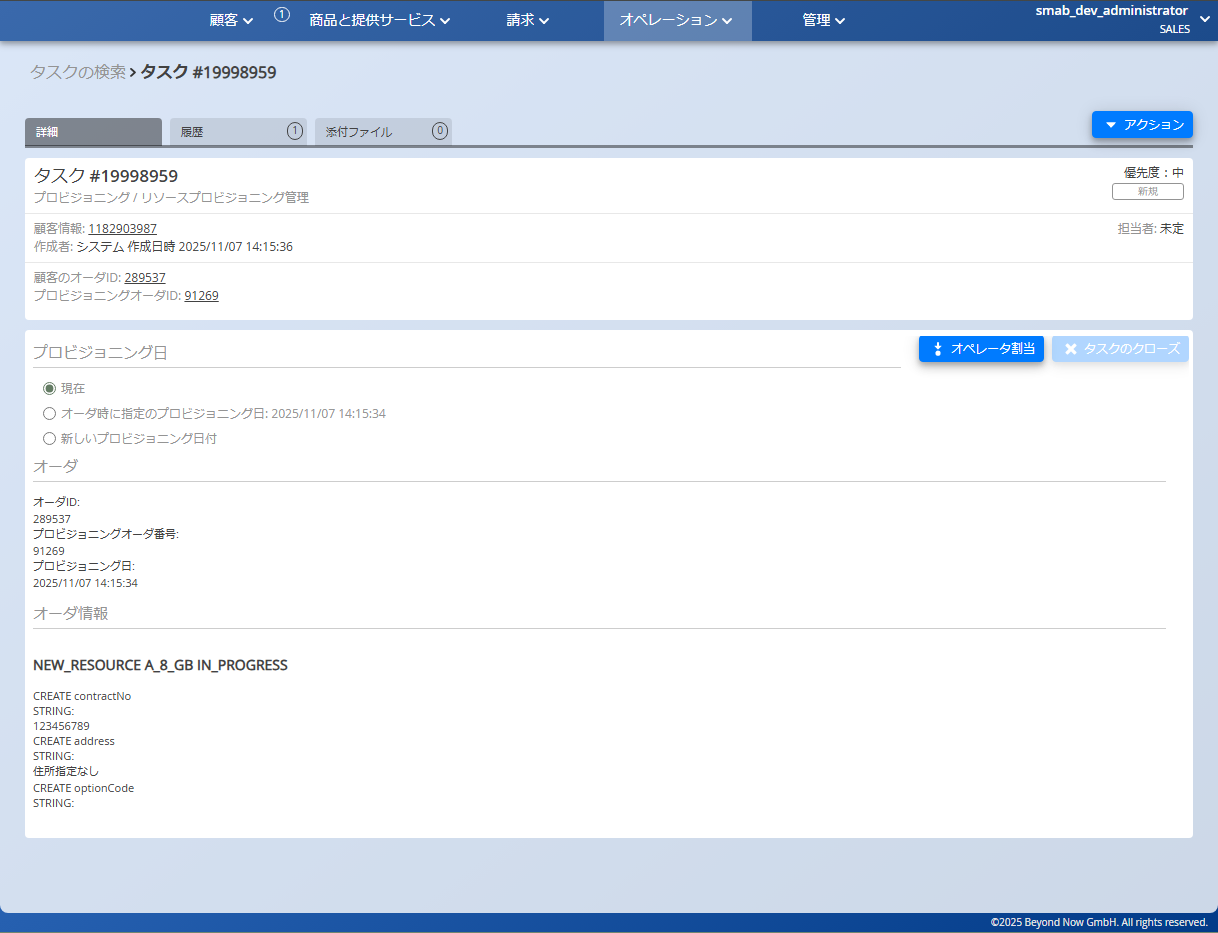 顧客 ① 商品と提供サービス 請求 オペレーション 管理 smab_dev_administrator
SALES
タスクの検索 > タスク #19998959
詳細 履歴 1 添付ファイル 0 アクション
タスク #19998959 優先度：中
プロビジョニング / リソースプロビジョニング管理 新規
顧客情報: 1182903987 担当者: 未定
作成者: システム 作成日時 2025/11/07 14:15:36
顧客のオーダID: 289537
プロビジョニングオーダID: 91269
プロビジョニング日 オペレータ割当 タスクのクローズ
現在
オーダ時に指定のプロビジョニング日: 2025/11/07 14:15:34
新しいプロビジョニング日付
オーダ
オーダID:
289537
プロビジョニングオーダ番号:
91269
プロビジョニング日:
2025/11/07 14:15:34
オーダ情報
NEW_RESOURCE A_8_GB IN_PROGRESS
CREATE contractNo
STRING:
123456789
CREATE address
STRING:
住所指定なし
CREATE optionCode
STRING:
©2025 Beyond Now GmbH. All rights reserved.